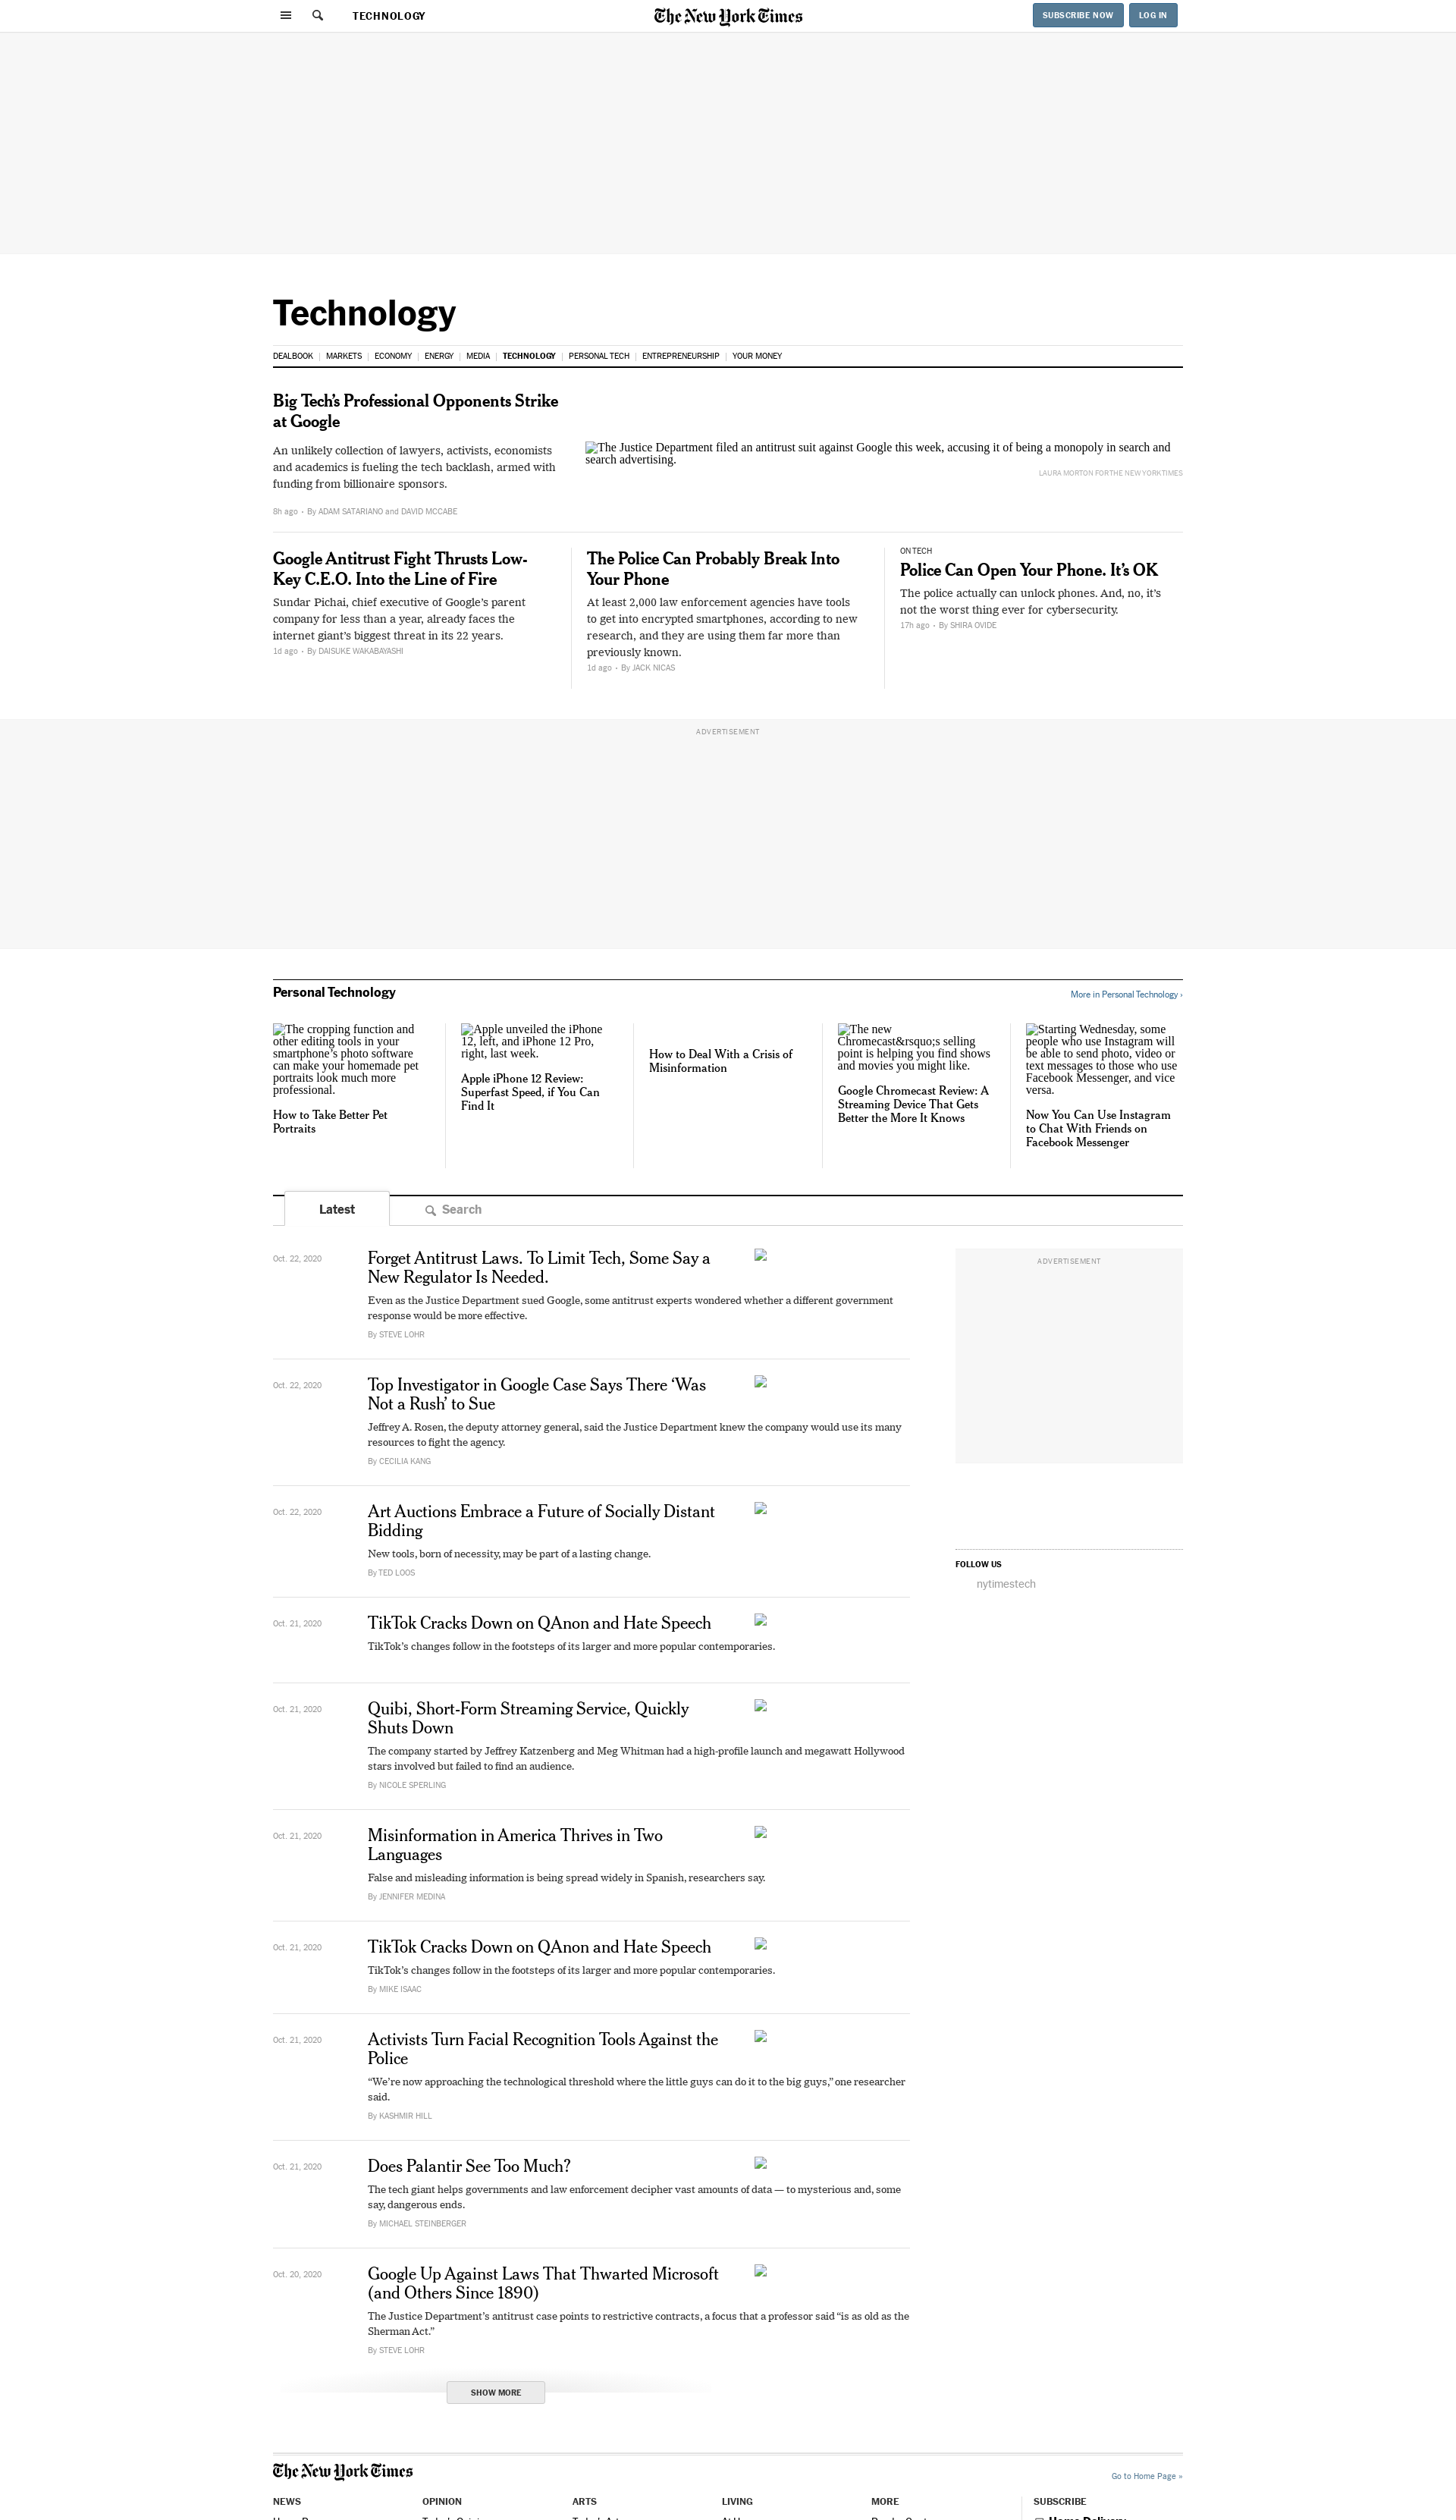 TECHNOLOGY
The New York Times
SUBSCRIBE NOW
LOG IN
Technology
DEALBOOK
MARKETS
ECONOMY
ENERGY
MEDIA
TECHNOLOGY
PERSONAL TECH
ENTREPRENEURSHIP
YOUR MONEY
Big Tech’s Professional Opponents Strike
at Google
An unlikely collection of lawyers, activists, economists
and academics is fueling the tech backlash, armed with
funding from billionaire sponsors.
8h ago • By ADAM SATARIANO and DAVID MCCABE
The Justice Department filed an antitrust suit against Google this week, accusing it of being a monopoly in search and
search advertising.
LAURA MORTON FOR THE NEW YORK TIMES
Google Antitrust Fight Thrusts Low-
Key C.E.O. Into the Line of Fire
Sundar Pichai, chief executive of Google’s parent
company for less than a year, already faces the
internet giant’s biggest threat in its 22 years.
1d ago • By DAISUKE WAKABAYASHI
The Police Can Probably Break Into
Your Phone
At least 2,000 law enforcement agencies have tools
to get into encrypted smartphones, according to new
research, and they are using them far more than
previously known.
1d ago • By JACK NICAS
ON TECH
Police Can Open Your Phone. It’s OK
The police actually can unlock phones. And, no, it’s
not the worst thing ever for cybersecurity.
17h ago • By SHIRA OVIDE
ADVERTISEMENT
Personal Technology
More in Personal Technology ›
The cropping function and
other editing tools in your
smartphone’s photo software
can make your homemade pet
portraits look much more
professional.
How to Take Better Pet
Portraits
Apple unveiled the iPhone
12, left, and iPhone 12 Pro,
right, last week.
Apple iPhone 12 Review:
Superfast Speed, if You Can
Find It
How to Deal With a Crisis of
Misinformation
The new
Chromecast&rsquo;s selling
point is helping you find shows
and movies you might like.
Google Chromecast Review: A
Streaming Device That Gets
Better the More It Knows
Starting Wednesday, some
people who use Instagram will
be able to send photo, video or
text messages to those who use
Facebook Messenger, and vice
versa.
Now You Can Use Instagram
to Chat With Friends on
Facebook Messenger
Latest
Search
Oct. 22, 2020
Forget Antitrust Laws. To Limit Tech, Some Say a
New Regulator Is Needed.
Even as the Justice Department sued Google, some antitrust experts wondered whether a different government
response would be more effective.
By STEVE LOHR
ADVERTISEMENT
Oct. 22, 2020
Top Investigator in Google Case Says There ‘Was
Not a Rush’ to Sue
Jeffrey A. Rosen, the deputy attorney general, said the Justice Department knew the company would use its many
resources to fight the agency.
By CECILIA KANG
Oct. 22, 2020
Art Auctions Embrace a Future of Socially Distant
Bidding
New tools, born of necessity, may be part of a lasting change.
By TED LOOS
FOLLOW US
nytimestech
Oct. 21, 2020
TikTok Cracks Down on QAnon and Hate Speech
TikTok’s changes follow in the footsteps of its larger and more popular contemporaries.
Oct. 21, 2020
Quibi, Short-Form Streaming Service, Quickly
Shuts Down
The company started by Jeffrey Katzenberg and Meg Whitman had a high-profile launch and megawatt Hollywood
stars involved but failed to find an audience.
By NICOLE SPERLING
Oct. 21, 2020
Misinformation in America Thrives in Two
Languages
False and misleading information is being spread widely in Spanish, researchers say.
By JENNIFER MEDINA
Oct. 21, 2020
TikTok Cracks Down on QAnon and Hate Speech
TikTok’s changes follow in the footsteps of its larger and more popular contemporaries.
By MIKE ISAAC
Oct. 21, 2020
Activists Turn Facial Recognition Tools Against the
Police
“We’re now approaching the technological threshold where the little guys can do it to the big guys,” one researcher
said.
By KASHMIR HILL
Oct. 21, 2020
Does Palantir See Too Much?
The tech giant helps governments and law enforcement decipher vast amounts of data — to mysterious and, some
say, dangerous ends.
By MICHAEL STEINBERGER
Oct. 20, 2020
Google Up Against Laws That Thwarted Microsoft
(and Others Since 1890)
The Justice Department’s antitrust case points to restrictive contracts, a focus that a professor said “is as old as the
Sherman Act.”
By STEVE LOHR
SHOW MORE
The New York Times
Go to Home Page »
NEWS
OPINION
ARTS
LIVING
MORE
SUBSCRIBE